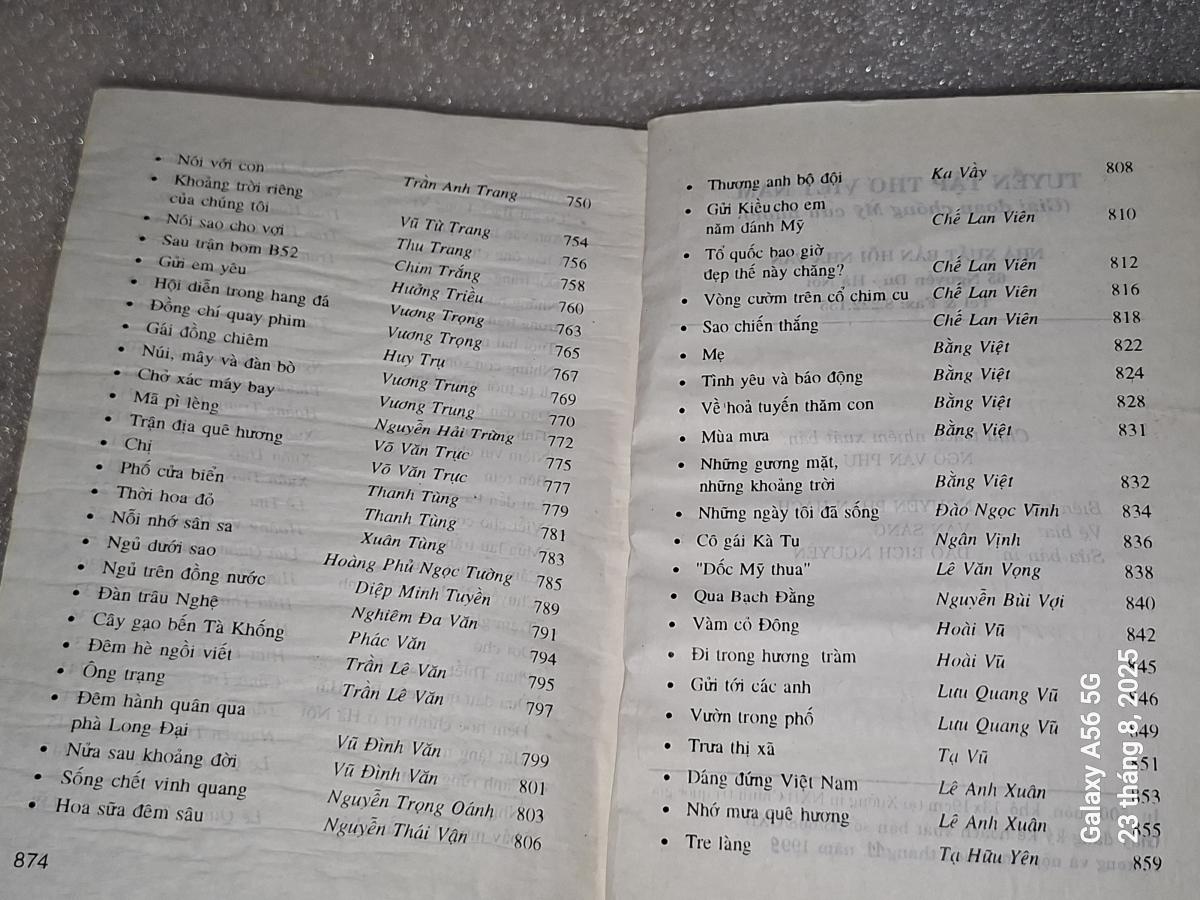 • Nói với con Trần Anh Trang 750
• Khoảng trời riêng
của chúng tôi Vũ Từ Trang 754
• Nói sao cho vợi Thu Trang 756
• Sau trận bom B52 Chim Trắng 758
• Gửi em yêu Hưởng Triều 760
• Hội diễn trong hang đá Vương Trọng 763
• Đồng chí quay phim Vương Trọng 765
• Gái đồng chiêm Huy Trụ 767
• Núi, mây và đàn bò Vương Trung 769
• Chở xác máy bay Vương Trung 770
• Mã pì lèng Nguyễn Hải Trừng 772
• Trận địa quê hương Võ Văn Trực 775
• Chị Võ Văn Trực 777
• Phố cửa biển Thanh Tùng 779
• Thời hoa đỏ Thanh Tùng 781
• Nỗi nhớ sân sa Xuân Tùng 783
• Ngủ dưới sao Hoàng Phủ Ngọc Tường 785
• Ngủ trên đồng nước Diệp Minh Tuyền 789
• Đàn trâu Nghệ Nghiêm Đa Văn 791
• Cây gạo bến Tà Khống Phác Văn 794
• Đêm hè ngồi viết Trần Lê Văn 795
• Ông trạng Trần Lê Văn 797
• Đêm hành quân qua
phà Long Đại Vũ Đình Văn 799
• Nửa sau khoảng đời Vũ Đình Văn 801
• Sống chết vinh quang Nguyễn Trọng Oánh 803
• Hoa sữa đêm sâu Nguyễn Thái Vận 806
874
• Thương anh bộ đội Ka Vầy 808
• Gửi Kiều cho em
năm đánh Mỹ Chế Lan Viên 810
• Tổ quốc bao giờ
đẹp thế này chăng? Chế Lan Viên 812
• Vòng cườm trên cổ chim cu Chế Lan Viên 816
• Sao chiến thắng Chế Lan Viên 818
• Mẹ Bằng Việt 822
• Tình yêu và báo động Bằng Việt 824
• Về hoả tuyến thăm con Bằng Việt 828
• Mùa mưa Bằng Việt 831
• Những gương mặt,
những khoảng trời Bằng Việt 832
• Những ngày tôi đã sống Đào Ngọc Vĩnh 834
• Cô gái Kà Tu Ngân Vịnh 836
• "Dốc Mỹ thua" Lê Văn Vọng 838
• Qua Bạch Đằng Nguyễn Bùi Vợi 840
• Vàm cỏ Đông Hoài Vũ 842
• Đi trong hương tràm Hoài Vũ 845
• Gửi tới các anh Lưu Quang Vũ 846
• Vườn trong phố Lưu Quang Vũ 849
• Trưa thị xã Tạ Vũ 851
• Dáng đứng Việt Nam Lê Anh Xuân 853
• Nhớ mưa quê hương Lê Anh Xuân 855
• Tre làng Tạ Hữu Yên 859
Galaxy A56 5G
23 tháng 8, 2025